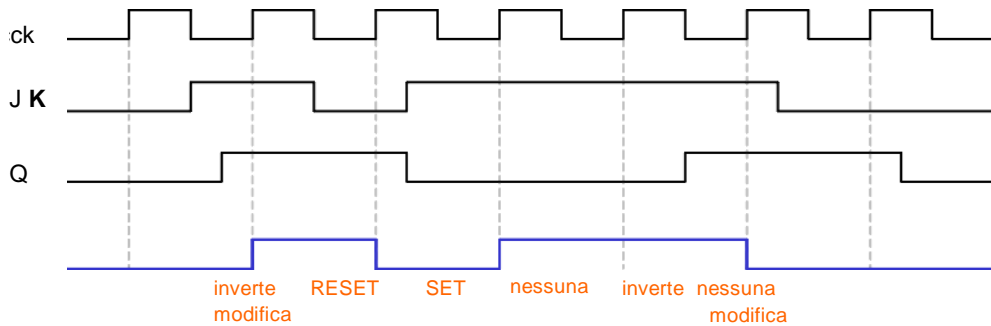 ck
J K
Q
inverte RESET SET nessuna inverte nessuna
modifica modifica